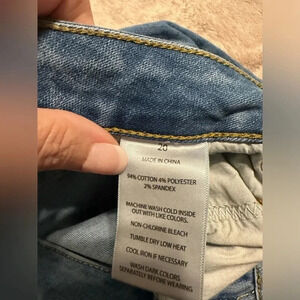 20
MADE IN CHINA
94% COTTON 4% POLYESTER
2% SPANDEX
MACHINE WASH COLD INSIDE
OUT WITH LIKE COLORS.
NON-CHLORINE BLEACH
TUMBLE DRY LOW HEAT
COOL IRON IF NECESSARY
WASH DARK COLORS
SEPARATELY BEFORE WEARING